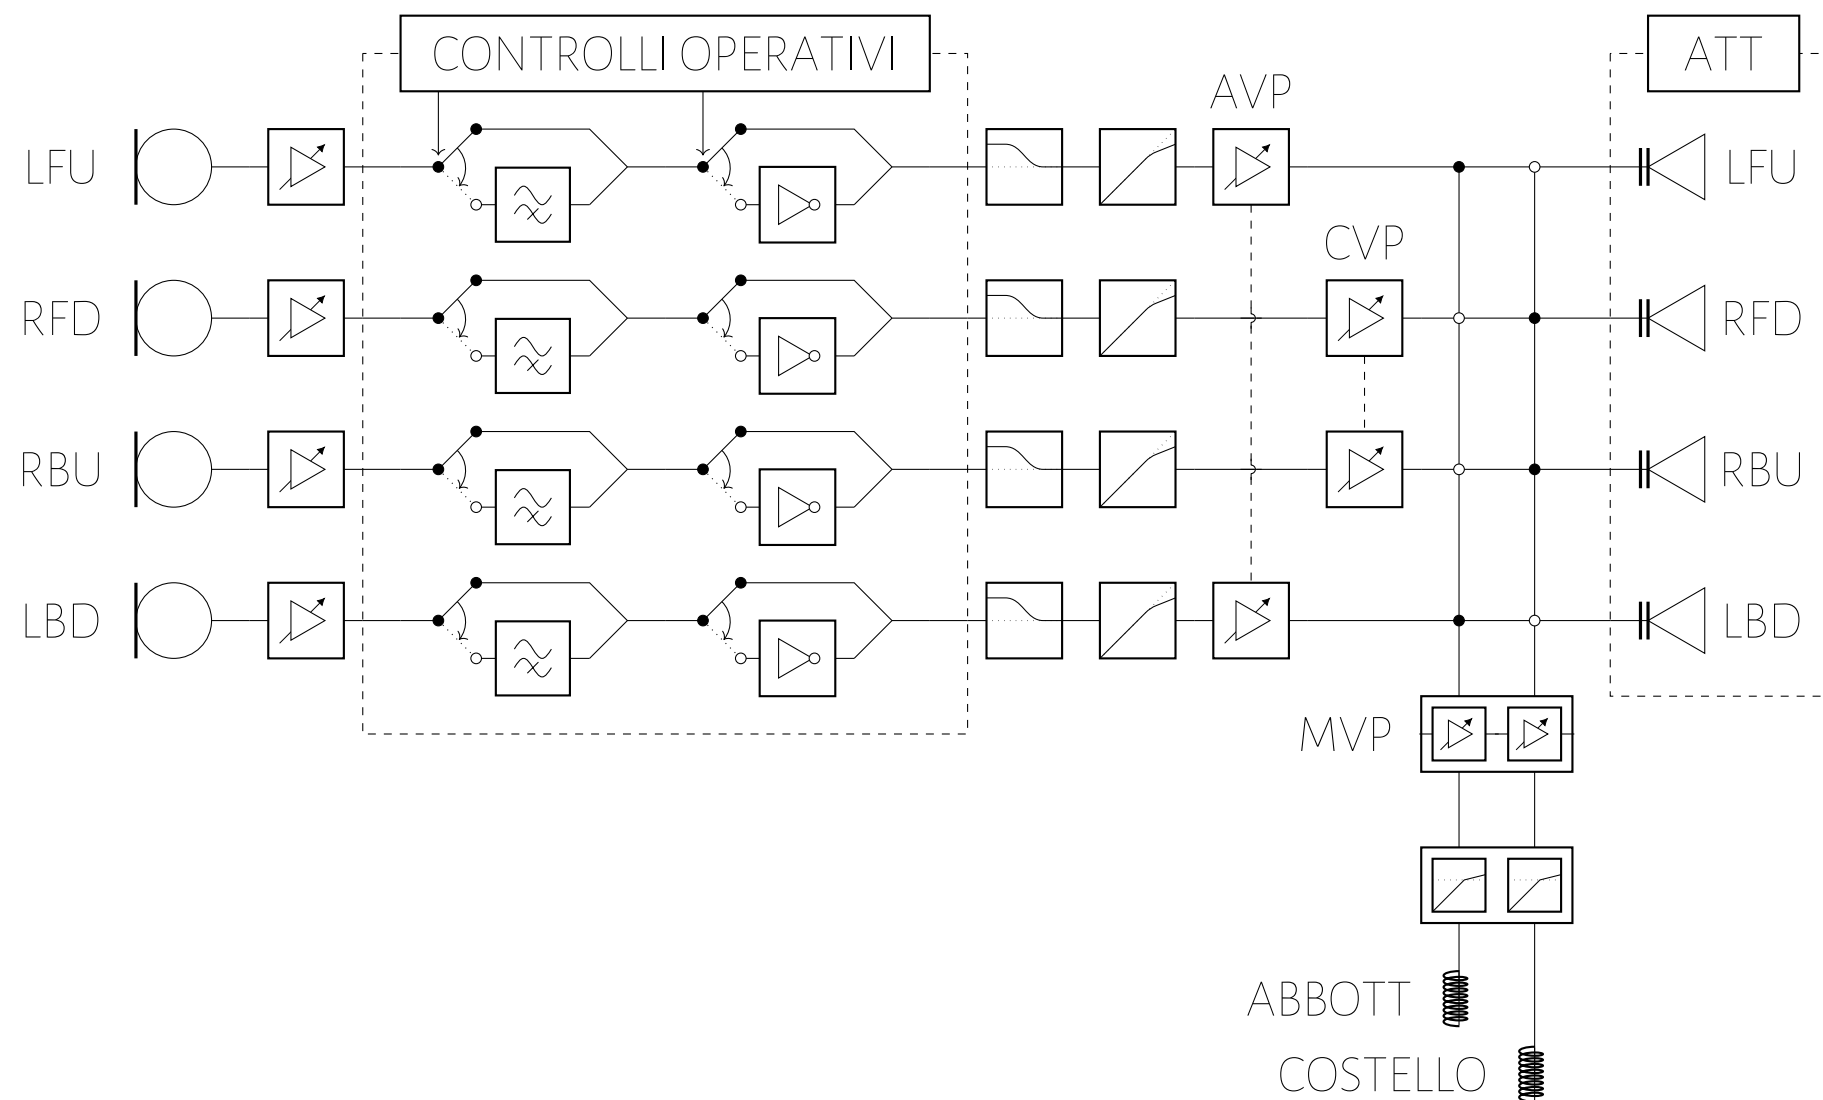 CONTROLLI OPERATIVI
ATT
AVP
LFU
LFU
CVP
RFD
RFD
RBU
RBU
LBD
LBD
MVP
ABBOTT
COSTELLO